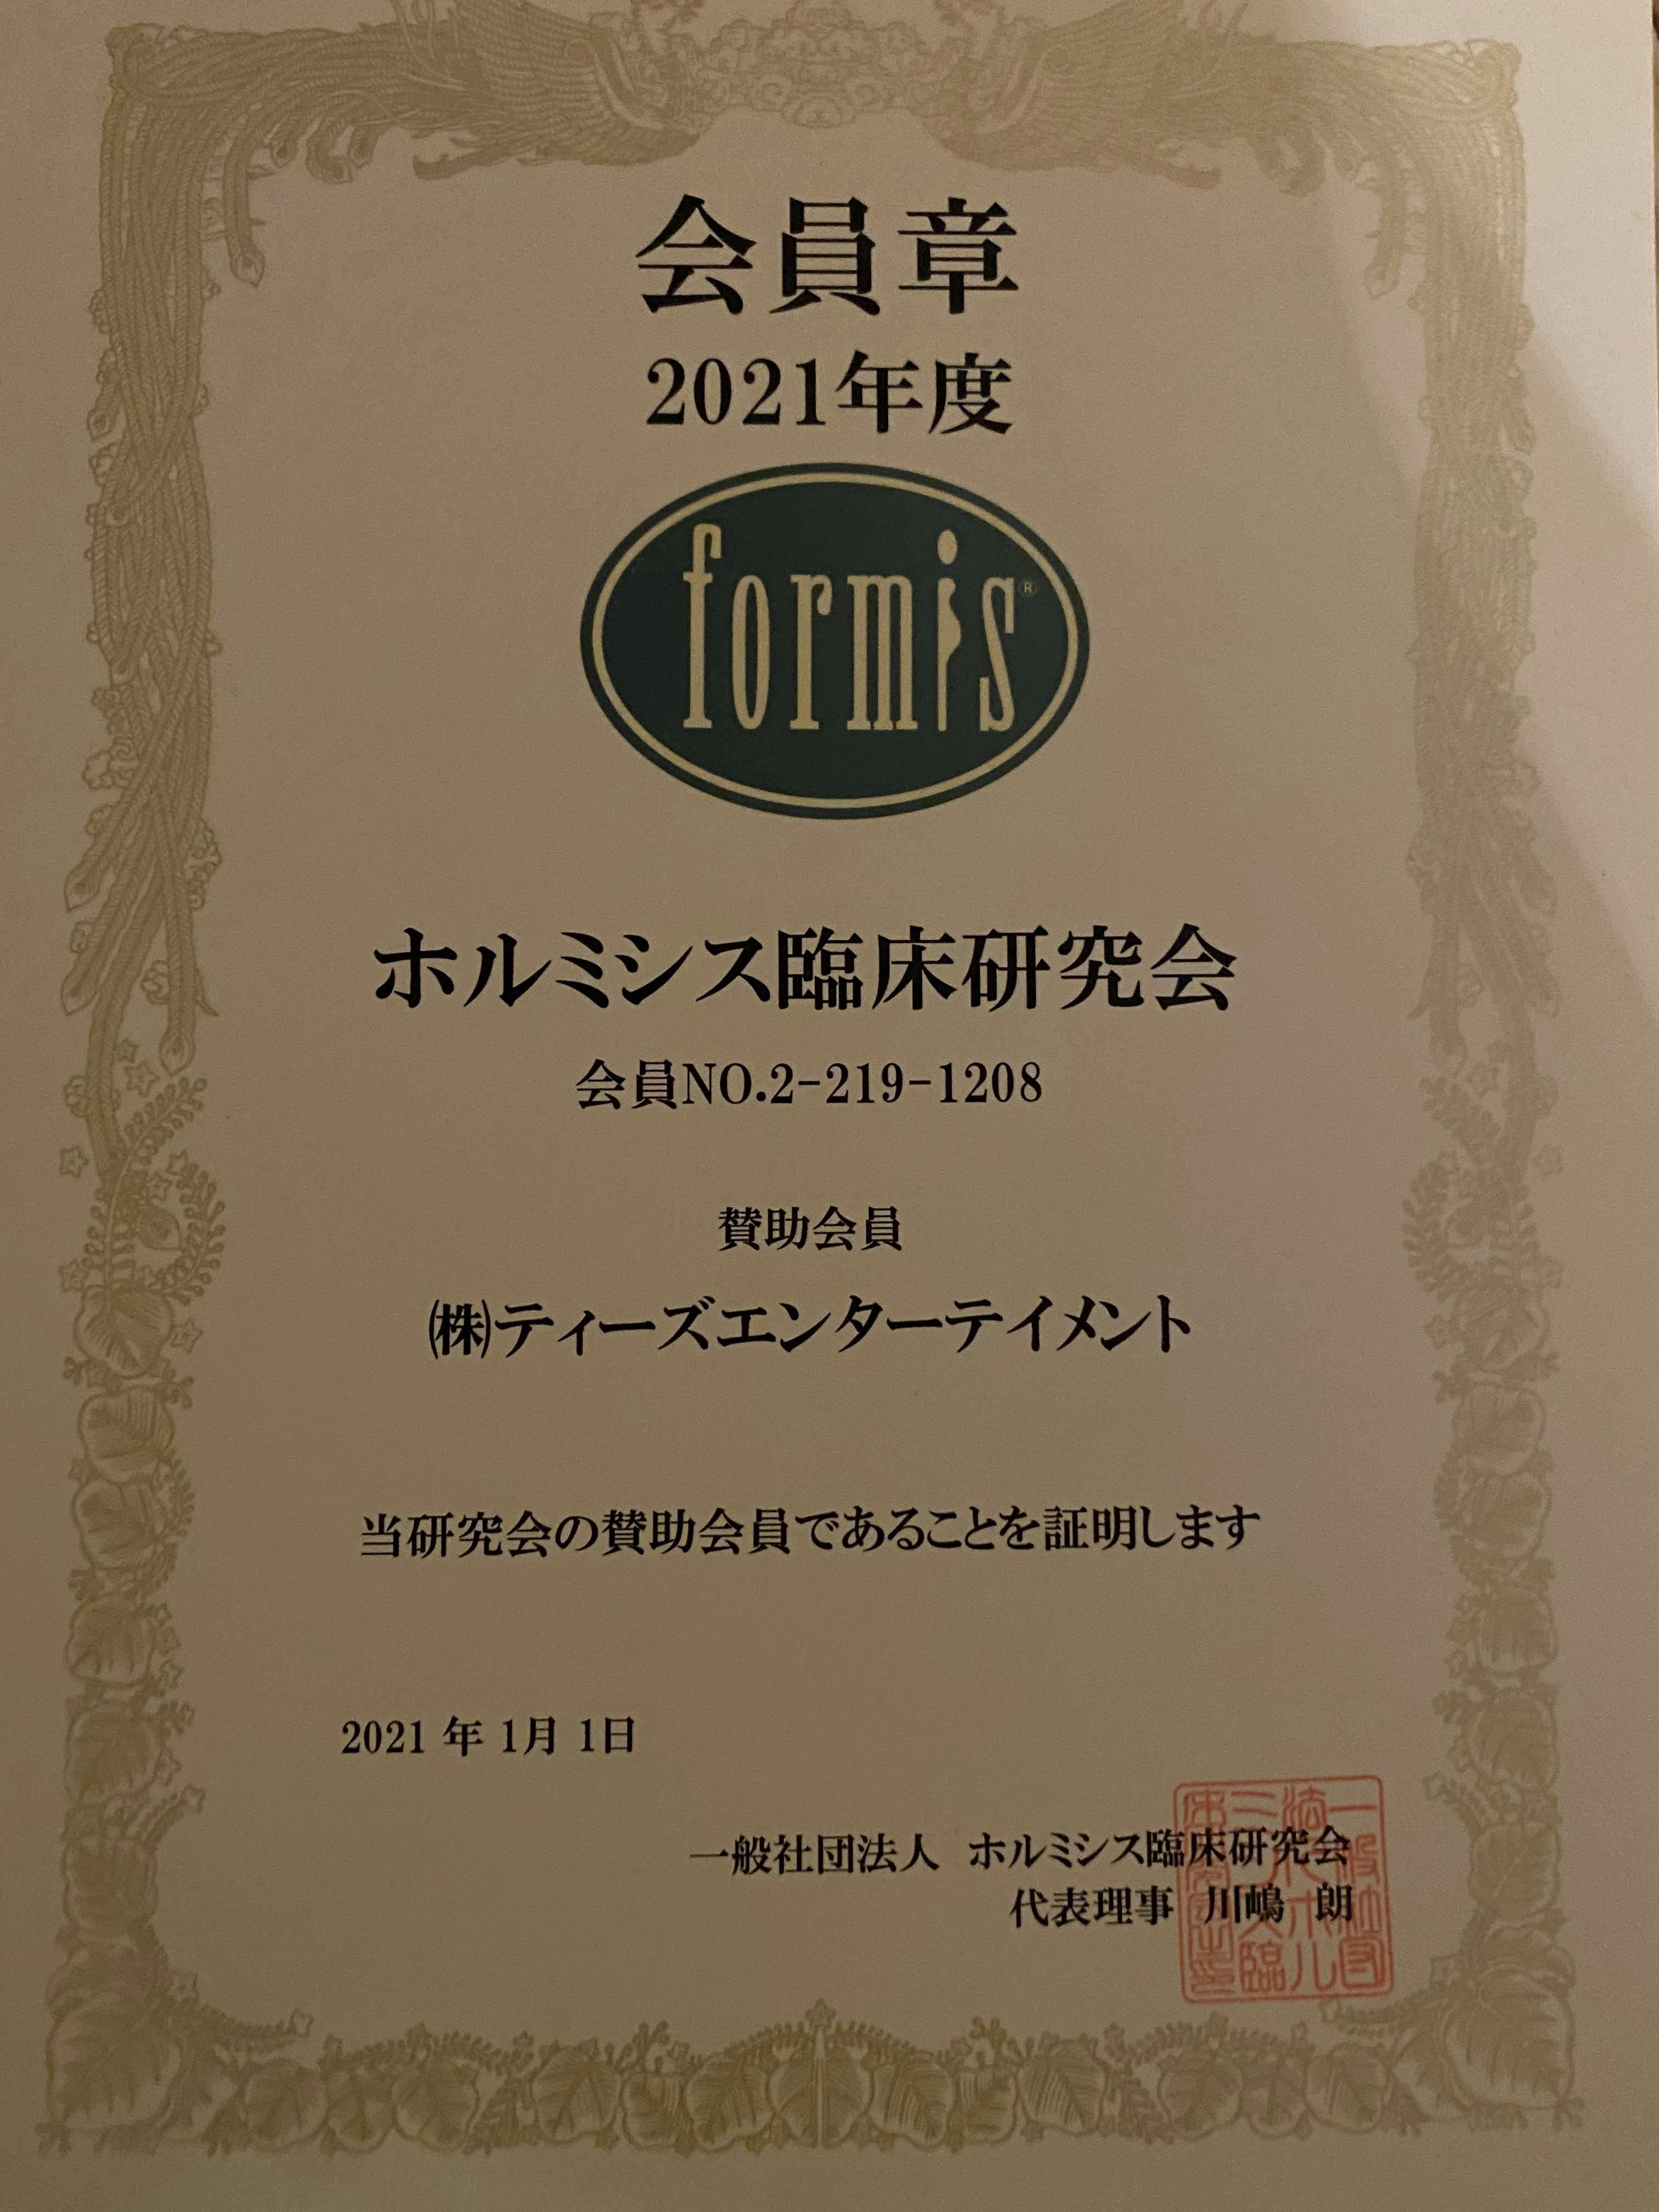 会員章
2021年度
formis®
ホルミシス臨床研究会
会員NO.2-219-1208
賛助会員
㈱ティーズエンターテイメント
当研究会の賛助会員であることを証明します
2021 年 1月 1日
一般社団法人 ホルミシス臨床研究会
代表理事 川嶋 朗